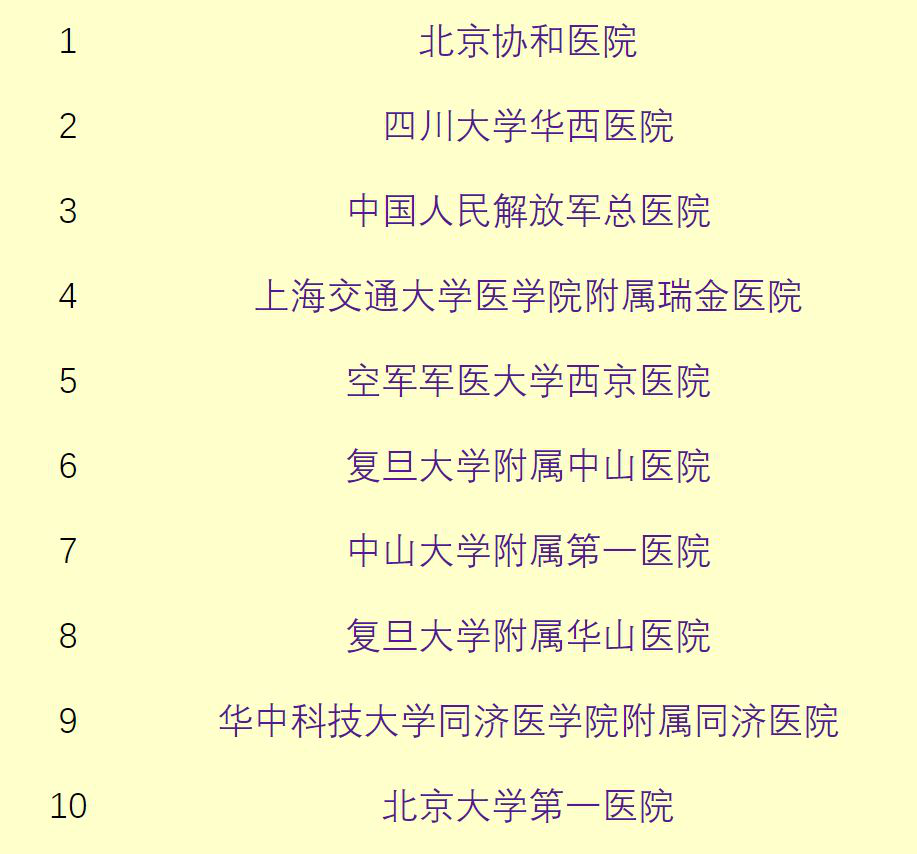 1 北京协和医院
2 四川大学华西医院
3 中国人民解放军总医院
4 上海交通大学医学院附属瑞金医院
5 空军军医大学西京医院
6 复旦大学附属中山医院
7 中山大学附属第一医院
8 复旦大学附属华山医院
9 华中科技大学同济医学院附属同济医院
10 北京大学第一医院